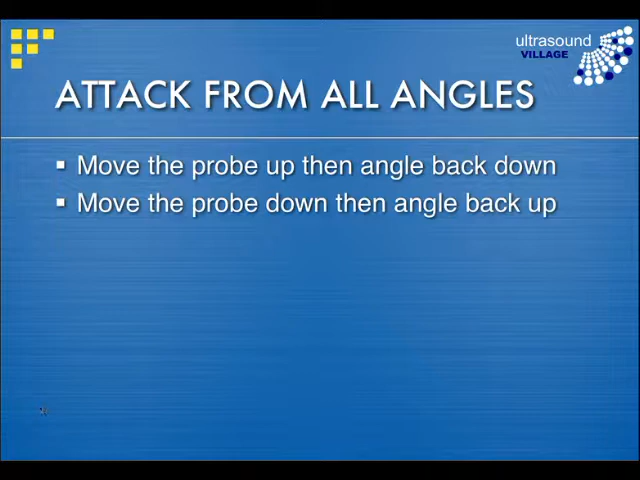 ultrasound
VILLAGE
ATTACK FROM ALL ANGLES
▪ Move the probe up then angle back down
▪ Move the probe down then angle back up